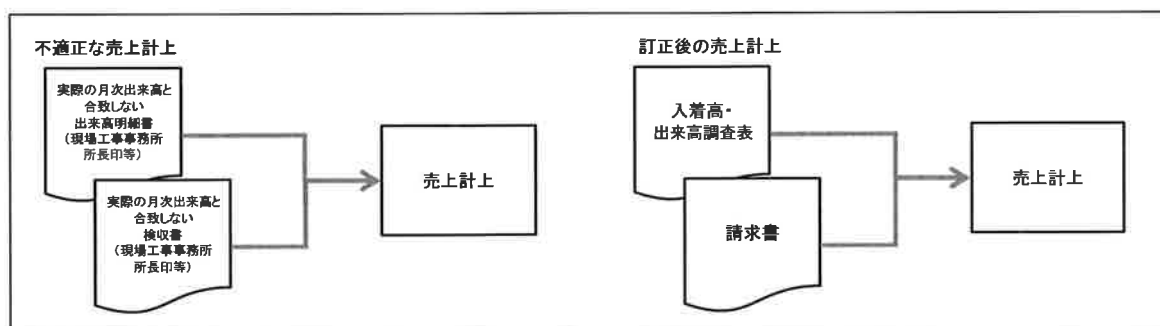 不適正な売上計上
実際の月次出来高と
合致しない
出来高明細書
(現場工事事務所
所長印等)
実際の月次出来高と
合致しない
検収書
(現場工事事務所
所長印等)
売上計上
訂正後の売上計上
入着高・
出来高調査表
請求書
売上計上